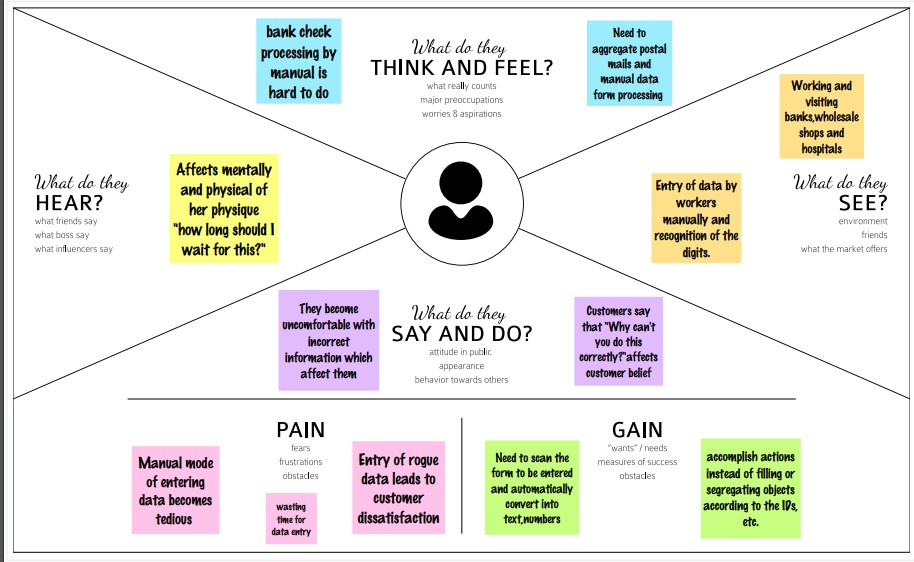 bank check
processing by
manual is
hard to do
What do they
THINK AND FEEL?
what really counts
major preoccupations
worries & aspirations
Need to
aggregate postal
mails and
manual data
form processing
Working and
visiting
banks,wholesale
shops and
hospitals
What do they
HEAR?
what friends say
what boss say
what influencers say
Affects mentally
and physical of
her physique
"how long should I
wait for this?"
Entry of data by
workers
manually and
recognition of the
digits.
What do they
SEE?
environment
friends
what the market offers
They become
uncomfortable with
incorrect
information which
affect them
What do they
SAY AND DO?
attitude in public
appearance
behavior towards others
Customers say
that "Why can't
you do this
correctly?"affects
customer belief
PAIN
fears
frustrations
obstacles
Manual mode
of entering
data becomes
tedious
wasting
time for
data entry
Entry of rogue
data leads to
customer
dissatisfaction
GAIN
"wants" / needs
measures of success
obstacles
Need to scan the
form to be entered
and automatically
convert into
text,numbers
accomplish actions
instead of filling or
segregating objects
according to the IDs,
etc.